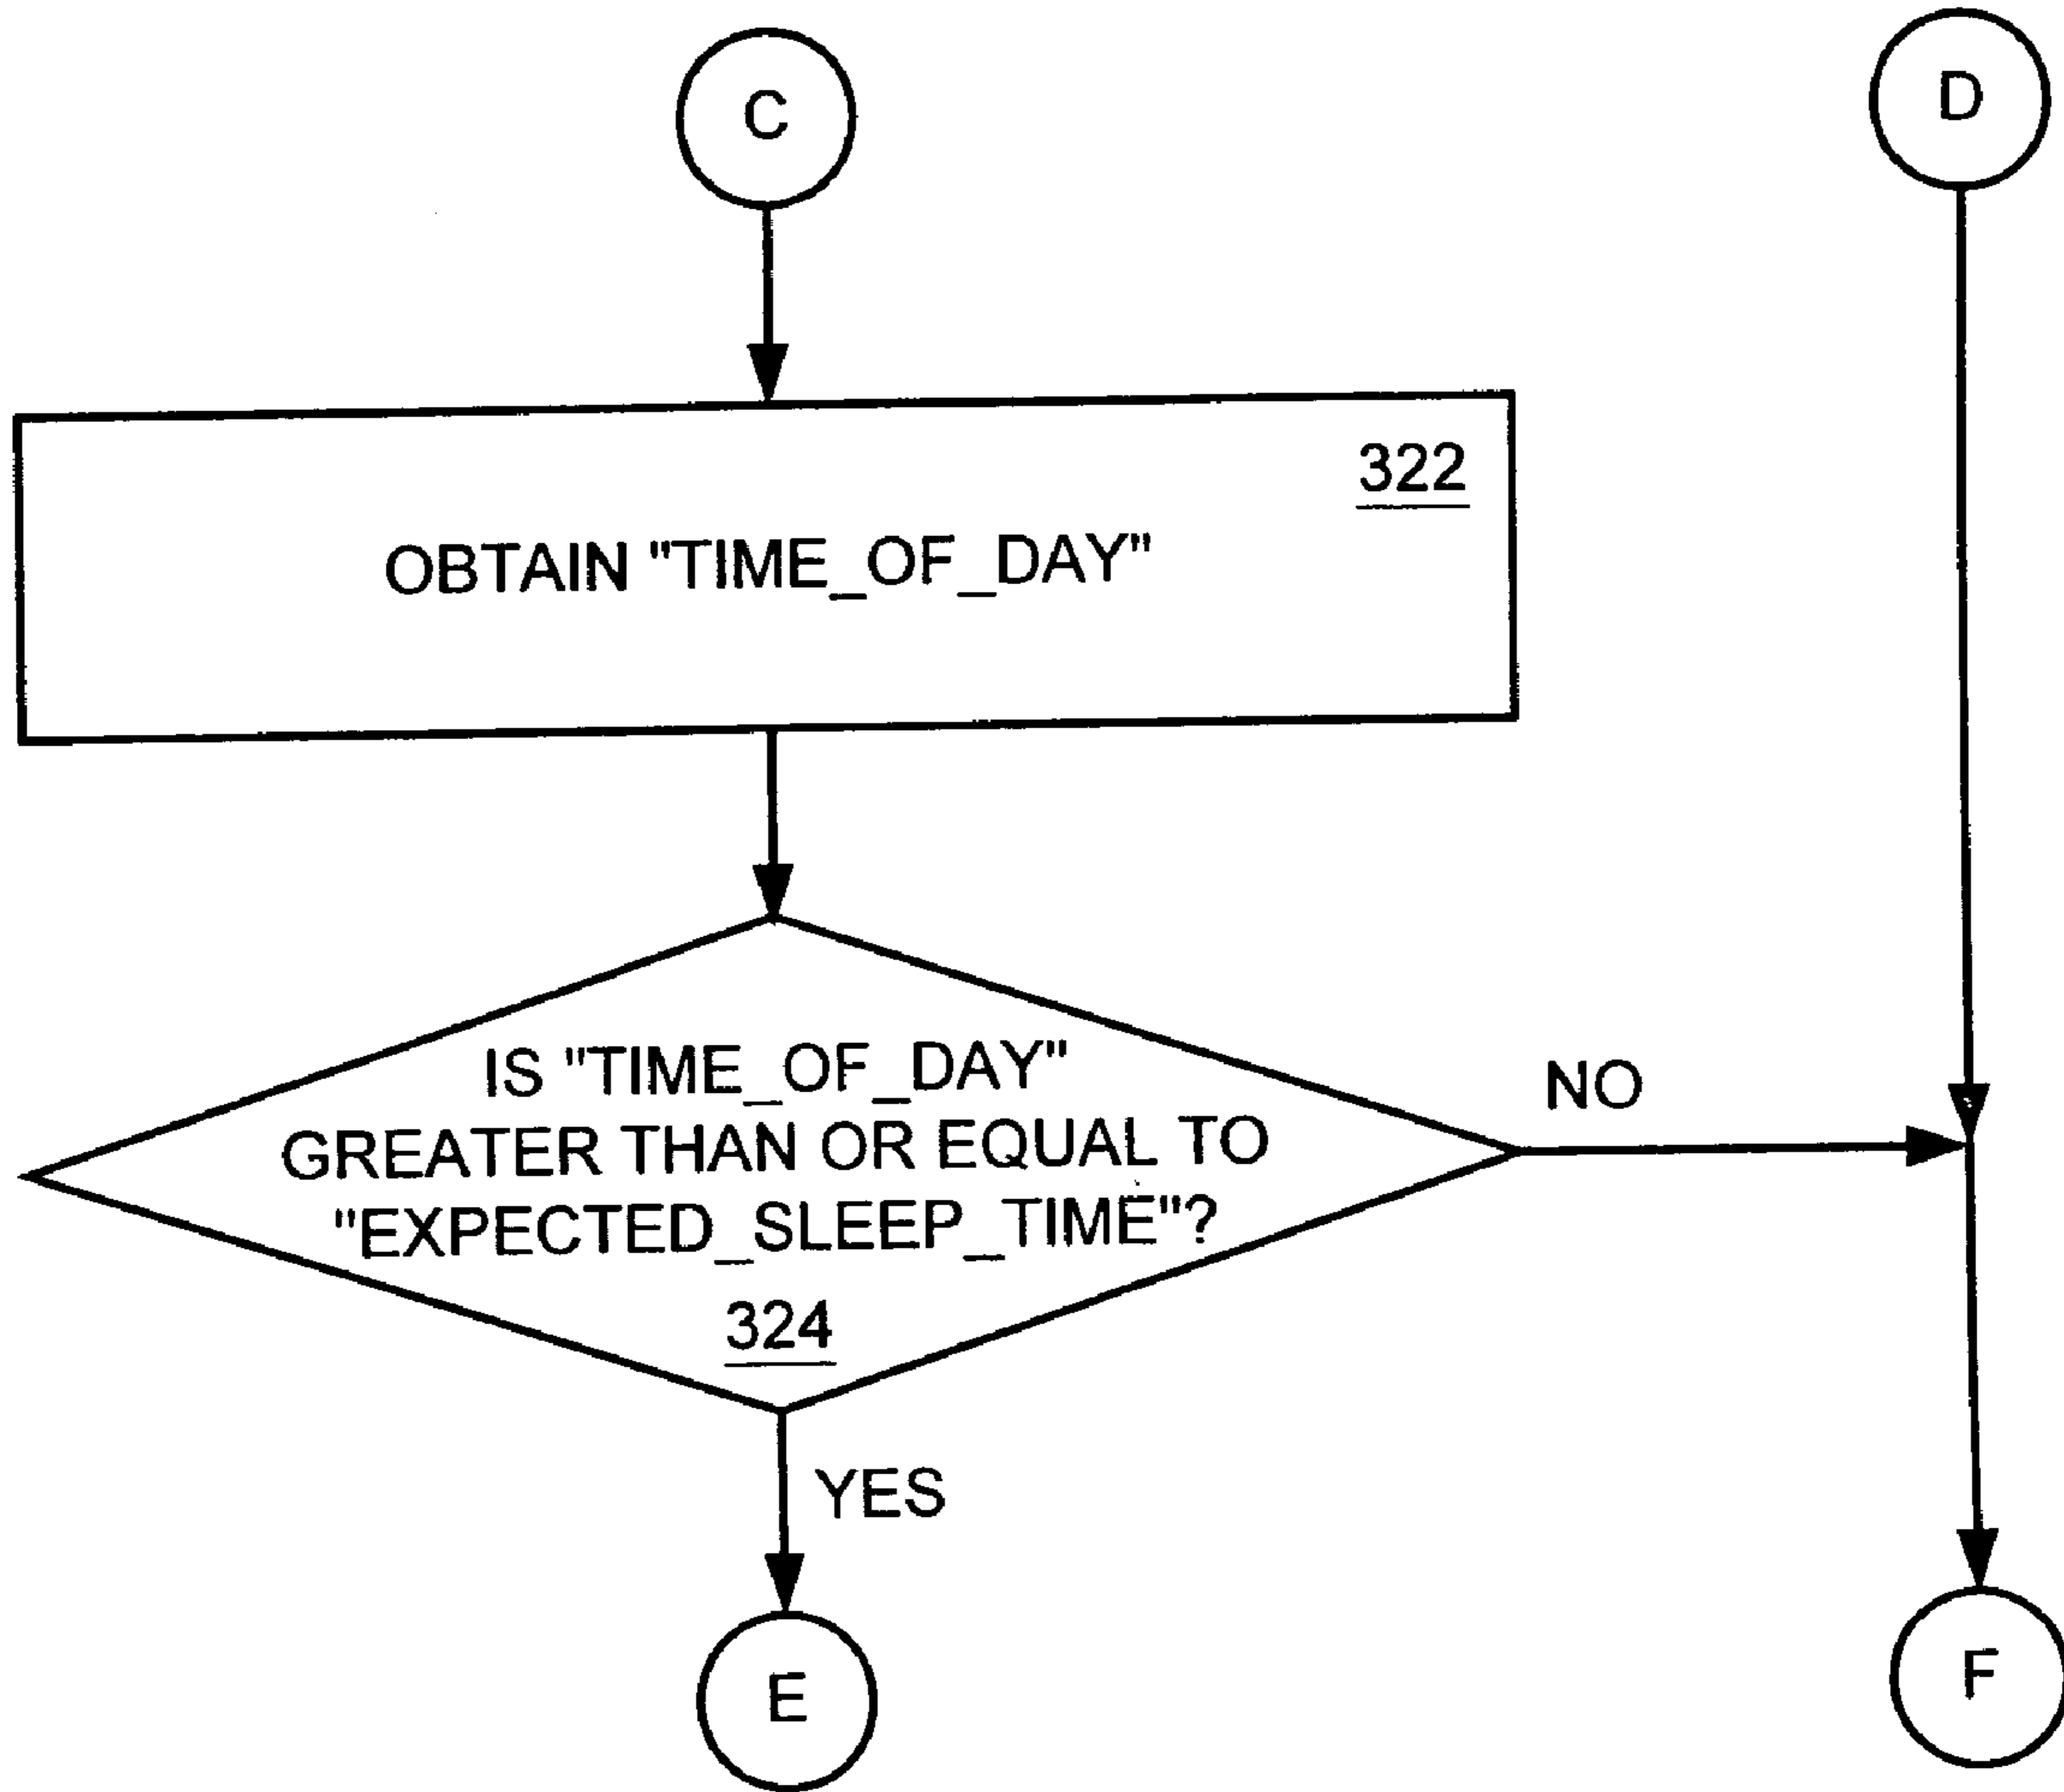 C
D
322
OBTAIN "TIME_OF_DAY"
IS "TIME_OF_DAY"
GREATER THAN OR EQUAL TO
"EXPECTED_SLEEP_TIME"?
324
NO
YES
E
F